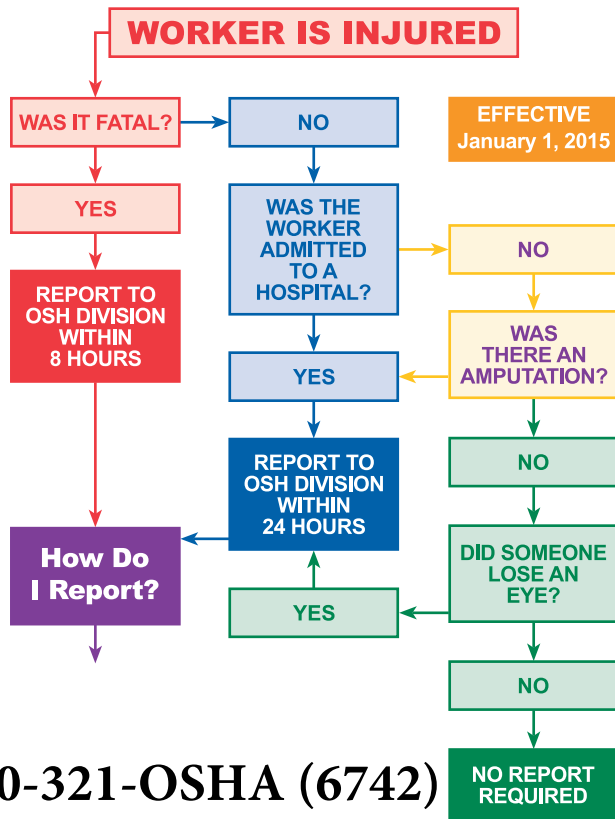 WORKER IS INJURED
WAS IT FATAL?
NO
EFFECTIVE
January 1, 2015
YES
WAS THE
WORKER
ADMITTED
TO A
HOSPITAL?
NO
REPORT TO
OSH DIVISION
WITHIN
8 HOURS
WAS
THERE AN
AMPUTATION?
YES
NO
REPORT TO
OSH DIVISION
WITHIN
24 HOURS
How Do
I Report?
DID SOMEONE
LOSE AN
EYE?
YES
NO
0-321-OSHA (6742)
NO REPORT
REQUIRED